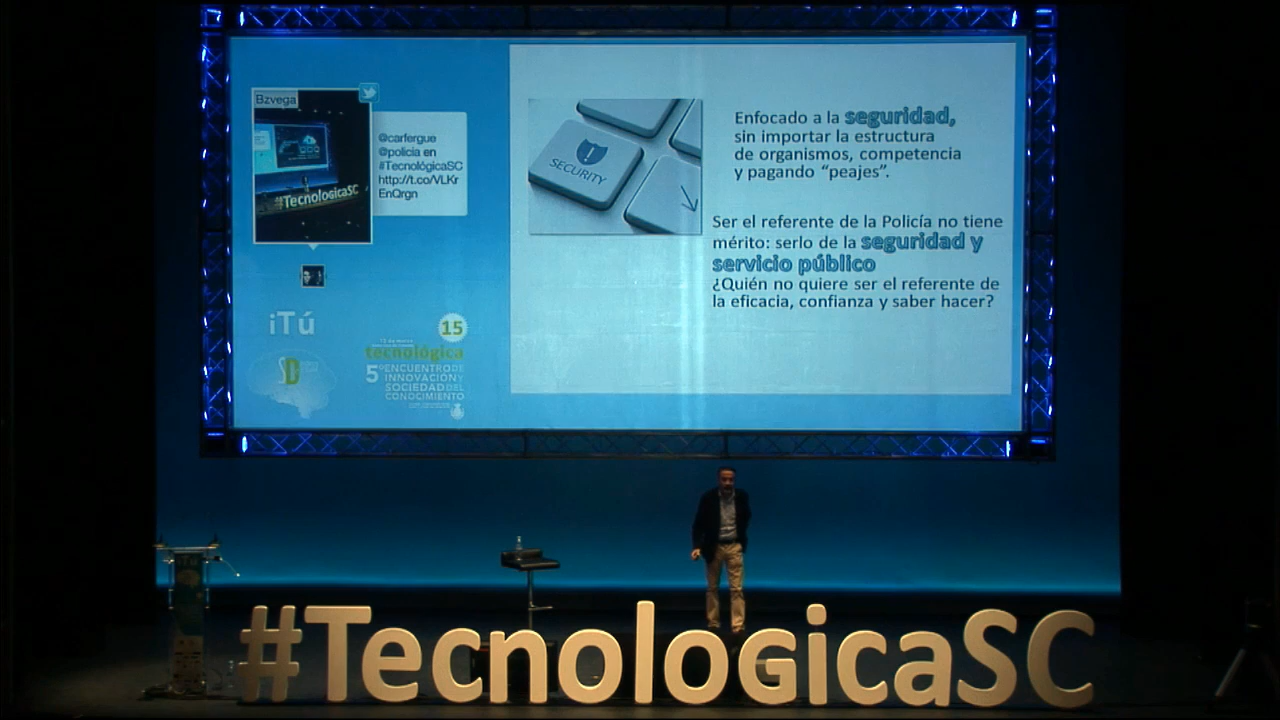 Bzvega
@carfergue
@policia en
#TecnológicaSC
http://t.co/VLKr
EnQrgn
#TecnologicaSC
iTú
15
tecnológica
5º ENCUENTRO DE
INNOVACIÓN Y
SOCIEDAD DEL
CONOCIMIENTO
SECURITY
Enfocado a la seguridad,
sin importar la estructura
de organismos, competencia
y pagando “peajes”.
Ser el referente de la Policía no tiene
mérito: serlo de la seguridad y
servicio público
¿Quién no quiere ser el referente de
la eficacia, confianza y saber hacer?
iTú
#TecnoloGicaSC